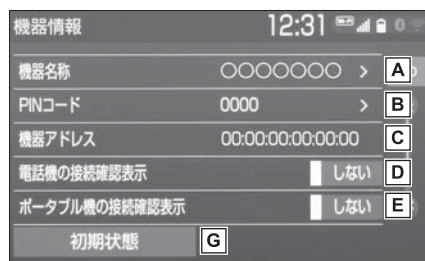 機器情報 12:31
機器名称 ○○○○○○○ > A
PINコード 0000 > B
機器アドレス 00:00:00:00:00:00 C
電話機の接続確認表示 しない D
ポータブル機の接続確認表示 しない E
初期状態 G